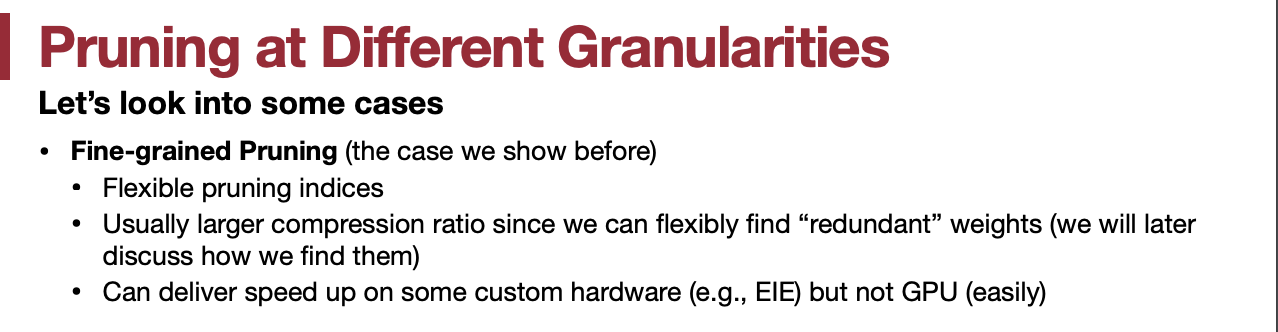 Pruning at Different Granularities
Let's look into some cases
• Fine-grained Pruning (the case we show before)
• Flexible pruning indices
• Usually larger compression ratio since we can flexibly find “redundant” weights (we will later
discuss how we find them)
• Can deliver speed up on some custom hardware (e.g., EIE) but not GPU (easily)